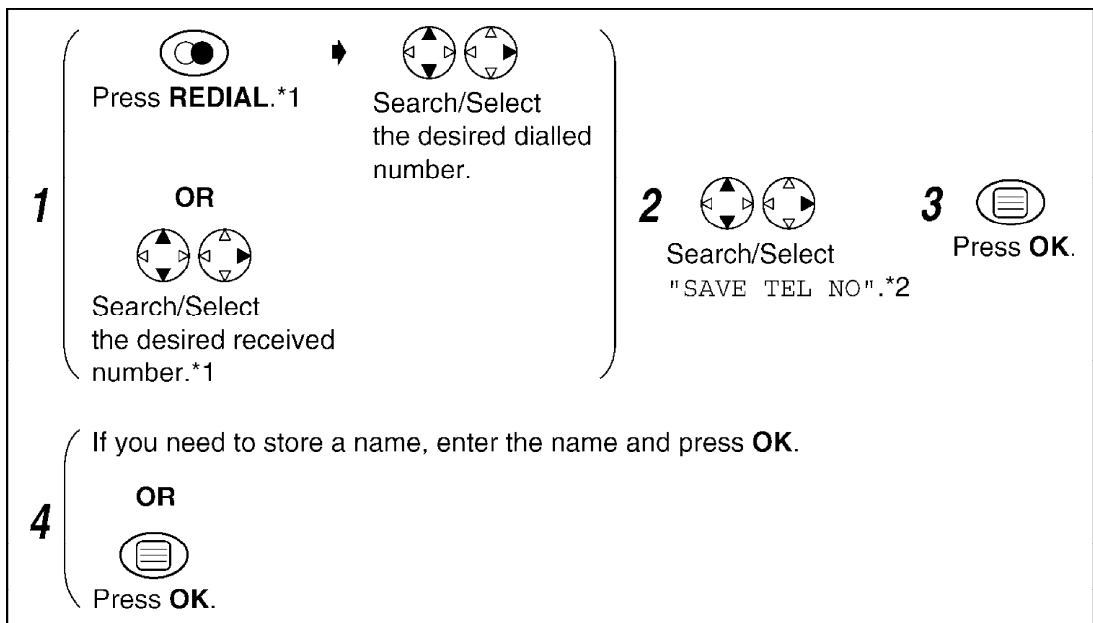 1
Press REDIAL.*1
Search/Select
the desired dialled
number.
OR
Search/Select
the desired received
number.*1
2
Search/Select
"SAVE TEL NO".*2
3
Press OK.
4
If you need to store a name, enter the name and press OK.
OR
Press OK.